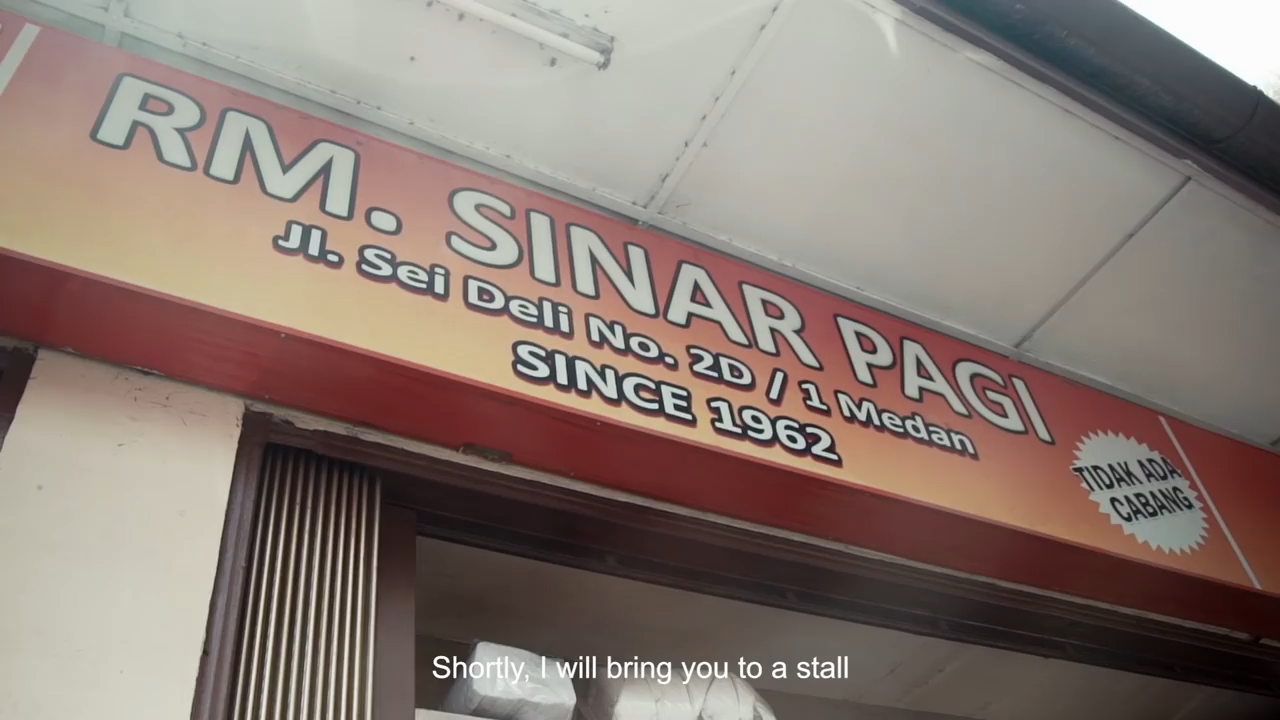 RM. SINAR PAGI
Jl. Sei Deli No. 2D / 1 Medan
SINCE 1962
TIDAK ADA
CABANG
Shortly, I will bring you to a stall